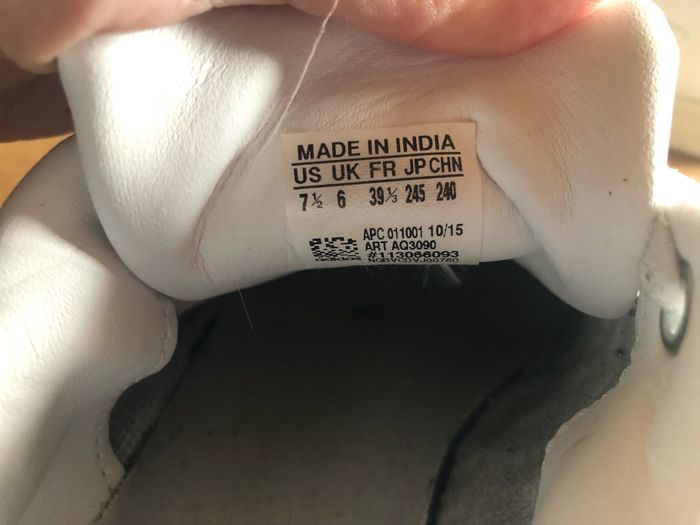 MADE IN INDIA
US UK FR JP CHN
7½ 6 39⅓ 245 240
APC 011001 10/15
ART AQ3090
#113066093
adidas